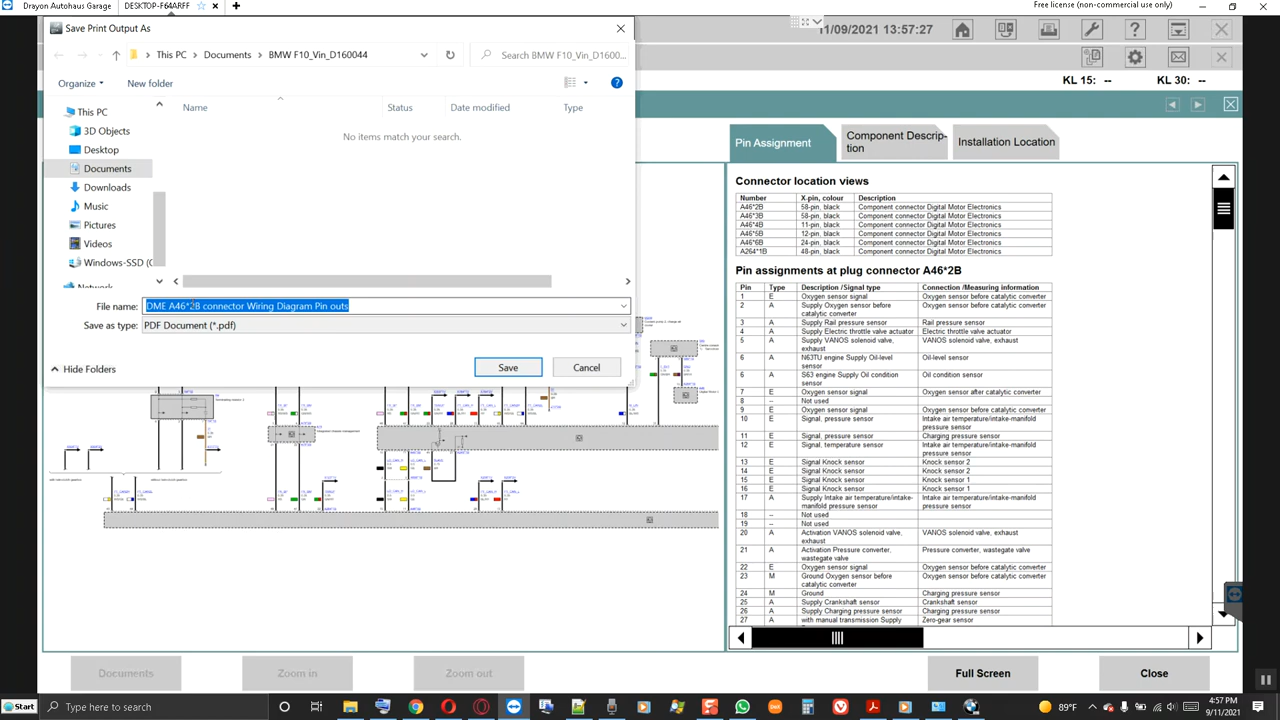 Drayon Autohaus Garage
DESKTOP-F64ARFF
Free license (non-commercial use only)
Save Print Output As
11/09/2021 13:57:27
This PC > Documents > BMW F10_Vin_D160044
Search BMW F10_Vin_D1600...
Organize
New folder
KL 15: --
KL 30: --
This PC
3D Objects
Desktop
Documents
Downloads
Music
Pictures
Videos
Windows-SSD (C
Network
Name
Status
Date modified
Type
No items match your search.
File name: DME A46*2B connector Wiring Diagram Pin outs
Save as type: PDF Document (*.pdf)
Hide Folders
Save
Cancel
Pin Assignment
Component Descrip-
tion
Installation Location
Connector location views
Number X-pin, colour Description
A46*2B 58-pin, black Component connector Digital Motor Electronics
A46*3B 58-pin, black Component connector Digital Motor Electronics
A46*4B 11-pin, black Component connector Digital Motor Electronics
A46*5B 12-pin, black Component connector Digital Motor Electronics
A46*6B 24-pin, black Component connector Digital Motor Electronics
A264*1B 48-pin, black Component connector Digital Motor Electronics
Pin assignments at plug connector A46*2B
Pin Type Description /Signal type Connection /Measuring information
1 E Oxygen sensor signal Oxygen sensor before catalytic converter
2 A Supply Oxygen sensor before Oxygen sensor before catalytic converter
catalytic converter
3 A Supply Rail pressure sensor Rail pressure sensor
4 A Supply Electric throttle valve actuator Electric throttle valve actuator
5 A Supply VANOS solenoid valve, VANOS solenoid valve, exhaust
exhaust
6 A N63TU engine Supply Oil-level Oil-level sensor
sensor
6 A S63 engine Supply Oil condition Oil condition sensor
sensor
7 E Oxygen sensor signal Oxygen sensor after catalytic converter
8 -- Not used
9 E Oxygen sensor signal Oxygen sensor before catalytic converter
10 E Signal, pressure sensor Intake air temperature/intake-manifold
pressure sensor
11 E Signal, pressure sensor Charging pressure sensor
12 E Signal, temperature sensor Intake air temperature/intake-manifold
pressure sensor
13 E Signal Knock sensor Knock sensor 2
14 E Signal Knock sensor Knock sensor 2
15 E Signal Knock sensor Knock sensor 1
16 E Signal Knock sensor Knock sensor 1
17 A Supply Intake air temperature/intake- Intake air temperature/intake-manifold
manifold pressure sensor pressure sensor
18 -- Not used
19 -- Not used
20 A Activation VANOS solenoid valve, VANOS solenoid valve, exhaust
exhaust
21 A Activation Pressure converter, Pressure converter, wastegate valve
wastegate valve
22 E Oxygen sensor signal Oxygen sensor before catalytic converter
23 M Ground Oxygen sensor before Oxygen sensor before catalytic converter
catalytic converter
24 M Ground Charging pressure sensor
25 A Supply Crankshaft sensor Crankshaft sensor
26 A Supply Charging pressure sensor Charging pressure sensor
27 A with manual transmission Supply Zero-gear sensor
Documents
Zoom in
Zoom out
Full Screen
Close
Start
Type here to search
89°F
4:57 PM
9/11/2021